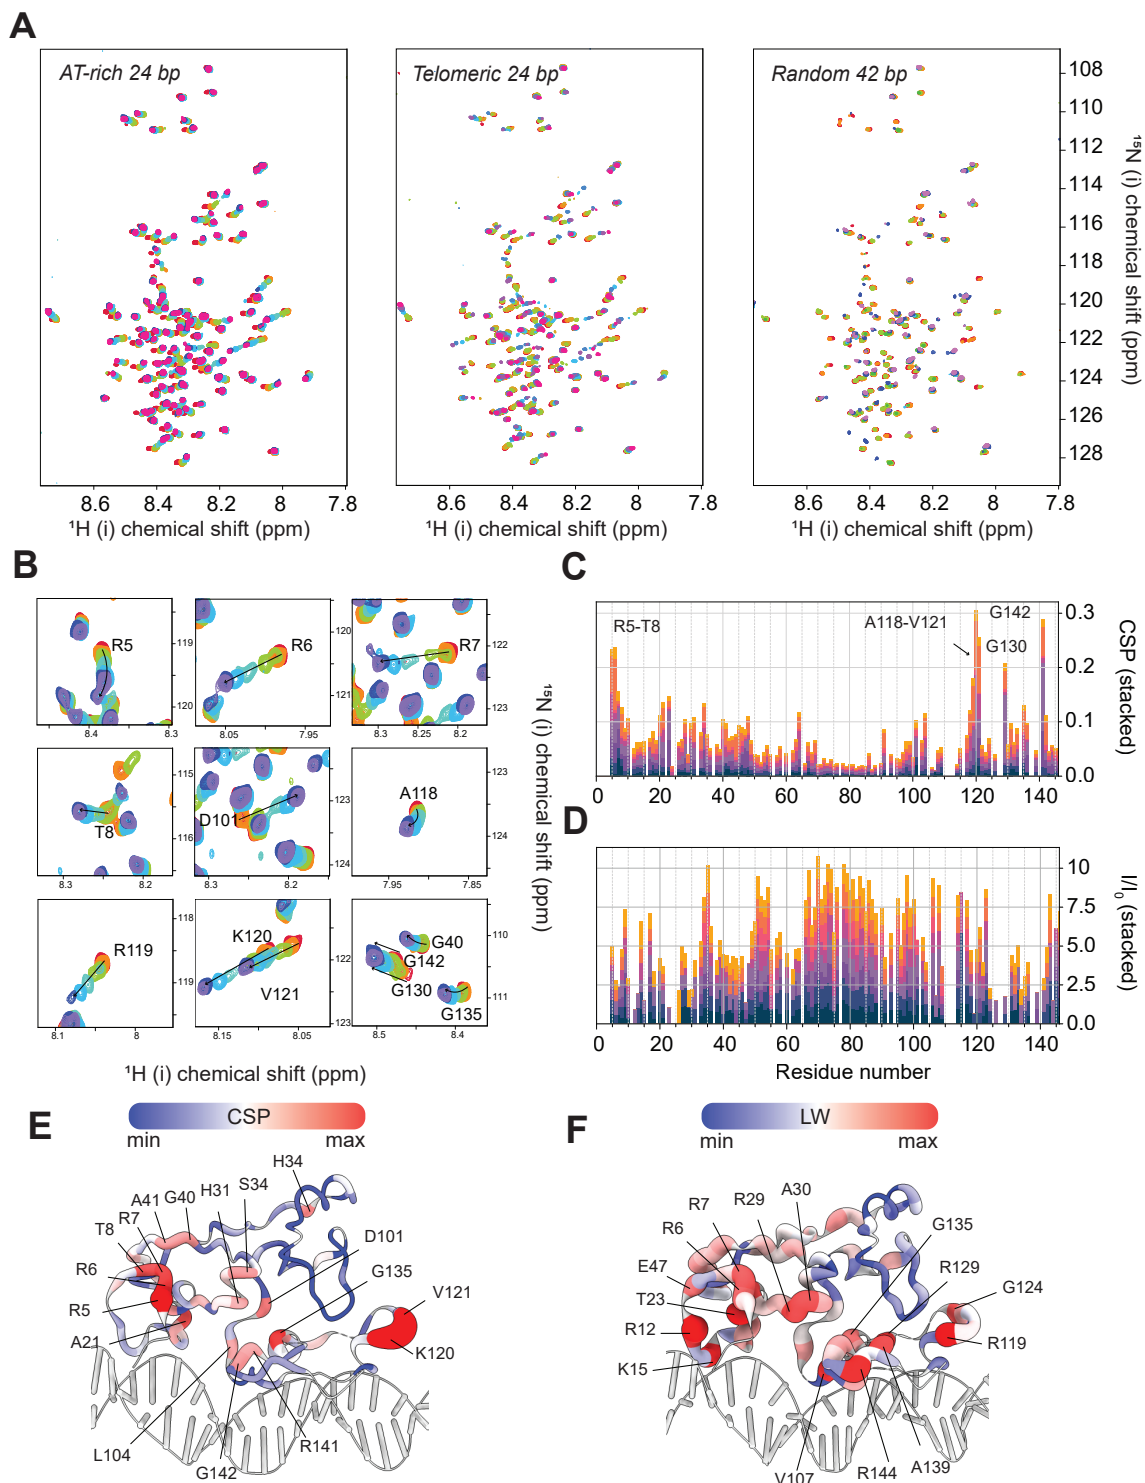 A
AT-rich 24 bp
Telomeric 24 bp
Random 42 bp
108
110
112
114
116
118
120
122
124
126
128
¹⁵N (i) chemical shift (ppm)
8.6 8.4 8.2 8 7.8
8.6 8.4 8.2 8 7.8
8.6 8.4 8.2 8 7.8
¹H (i) chemical shift (ppm)
¹H (i) chemical shift (ppm)
¹H (i) chemical shift (ppm)
B
R5
119
120
8.4 8.3
R6
119
120
8.05 7.95
R7
120
122
121
123
8.3 8.25 8.2
T8
115
116
8.3 8.2
D101
123
124
8.3 8.2
A118
123
124
7.95 7.85
R119
118
119
8.1 8
K120
V121
122
123
8.15 8.05
G40
G142
G130
G135
110
111
8.5 8.4
¹⁵N (i) chemical shift (ppm)
¹H (i) chemical shift (ppm)
C
R5-T8
A118-V121
G142
G130
0.3
0.2
0.1
0.0
CSP (stacked)
0 20 40 60 80 100 120 140
D
10
7.5
5.0
2.5
0.0
I/I₀ (stacked)
0 20 40 60 80 100 120 140
Residue number
E
CSP
min max
H34
S34
H31
G40
A41
R7
T8
R6
R5
A21
D101
G135
V121
K120
L104
G142
R141
F
LW
min max
A30
R29
R7
R6
E47
T23
R12
K15
G135
R129
G124
R119
V107
R144
A139